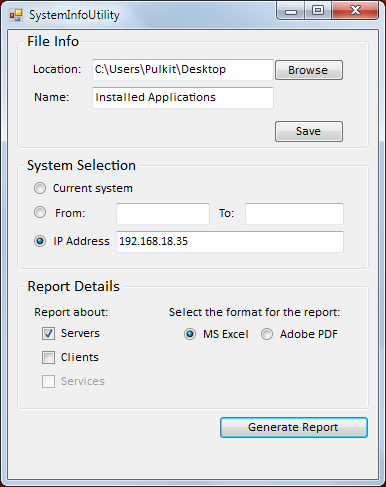 SystemInfoUtility
File Info
Location: C:\Users\Pulkit\Desktop Browse
Name: Installed Applications
Save
System Selection
Current system
From: To:
IP Address 192.168.18.35
Report Details
Report about: Select the format for the report:
Servers MS Excel Adobe PDF
Clients
Services
Generate Report